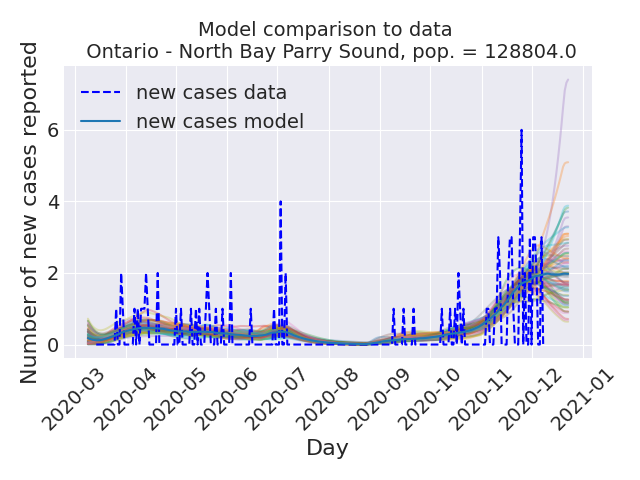 Model comparison to data
Ontario - North Bay Parry Sound, pop. = 128804.0
Number of new cases reported
new cases data
new cases model
6
4
2
0
2020-03
2020-04
2020-05
2020-06
2020-07
2020-08
2020-09
2020-10
2020-11
2020-12
2021-01
Day